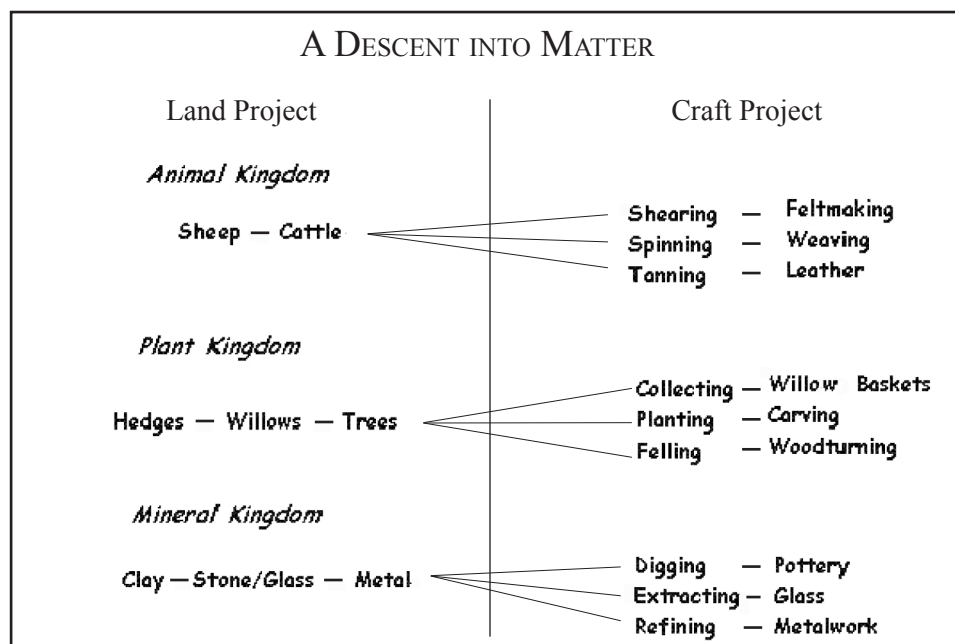 A Descent into Matter
Land Project
Craft Project
Animal Kingdom
Sheep — Cattle
Shearing — Feltmaking
Spinning — Weaving
Tanning — Leather
Plant Kingdom
Hedges — Willows — Trees
Collecting — Willow Baskets
Planting — Carving
Felling — Woodturning
Mineral Kingdom
Clay — Stone/Glass — Metal
Digging — Pottery
Extracting — Glass
Refining — Metalwork